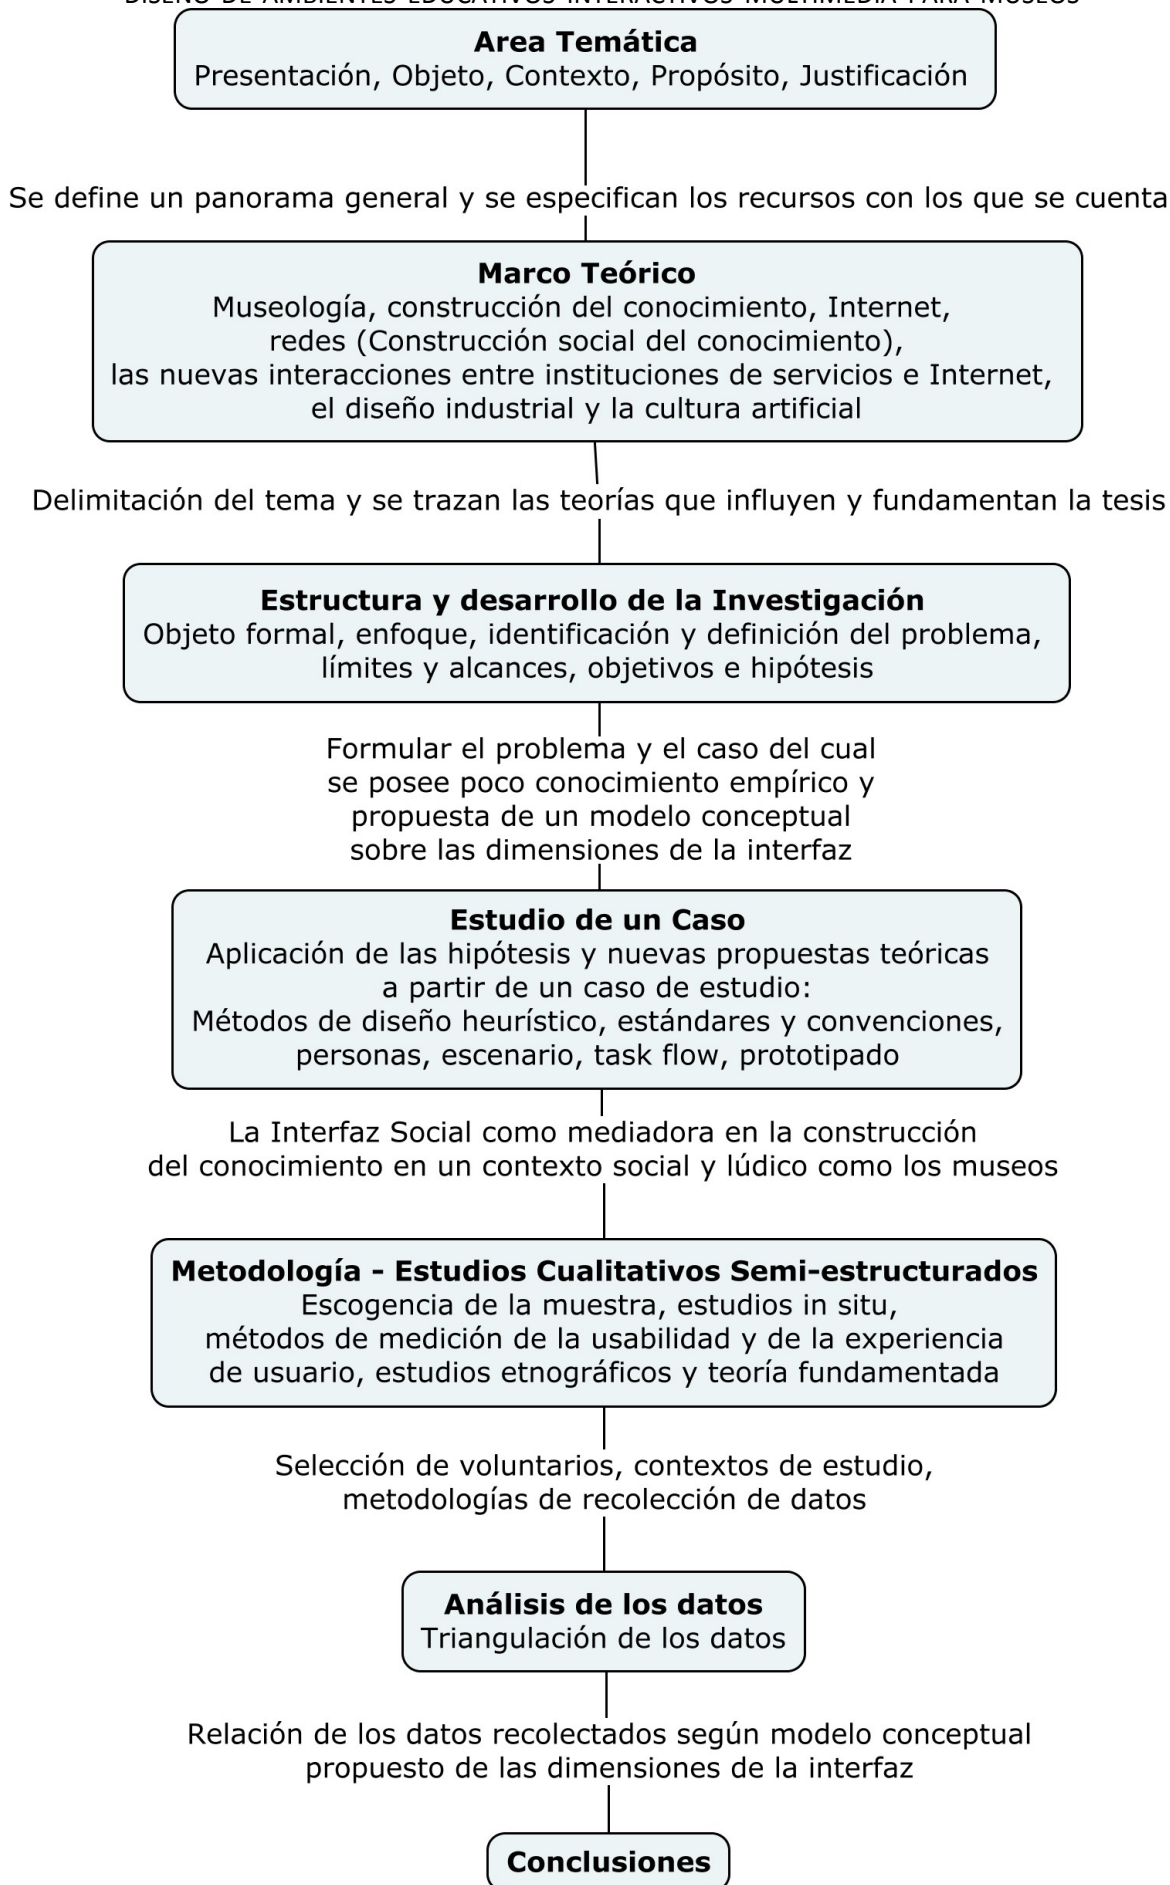 DISEÑO DE AMBIENTES EDUCATIVOS INTERACTIVOS MULTIMEDIA PARA MUSEOS
Area Temática
Presentación, Objeto, Contexto, Propósito, Justificación
Se define un panorama general y se especifican los recursos con los que se cuenta
Marco Teórico
Museología, construcción del conocimiento, Internet,
redes (Construcción social del conocimiento),
las nuevas interacciones entre instituciones de servicios e Internet,
el diseño industrial y la cultura artificial
Delimitación del tema y se trazan las teorías que influyen y fundamentan la tesis
Estructura y desarrollo de la Investigación
Objeto formal, enfoque, identificación y definición del problema,
límites y alcances, objetivos e hipótesis
Formular el problema y el caso del cual
se posee poco conocimiento empírico y
propuesta de un modelo conceptual
sobre las dimensiones de la interfaz
Estudio de un Caso
Aplicación de las hipótesis y nuevas propuestas teóricas
a partir de un caso de estudio:
Métodos de diseño heurístico, estándares y convenciones,
personas, escenario, task flow, prototipado
La Interfaz Social como mediadora en la construcción
del conocimiento en un contexto social y lúdico como los museos
Metodología - Estudios Cualitativos Semi-estructurados
Escogencia de la muestra, estudios in situ,
métodos de medición de la usabilidad y de la experiencia
de usuario, estudios etnográficos y teoría fundamentada
Selección de voluntarios, contextos de estudio,
metodologías de recolección de datos
Análisis de los datos
Triangulación de los datos
Relación de los datos recolectados según modelo conceptual
propuesto de las dimensiones de la interfaz
Conclusiones